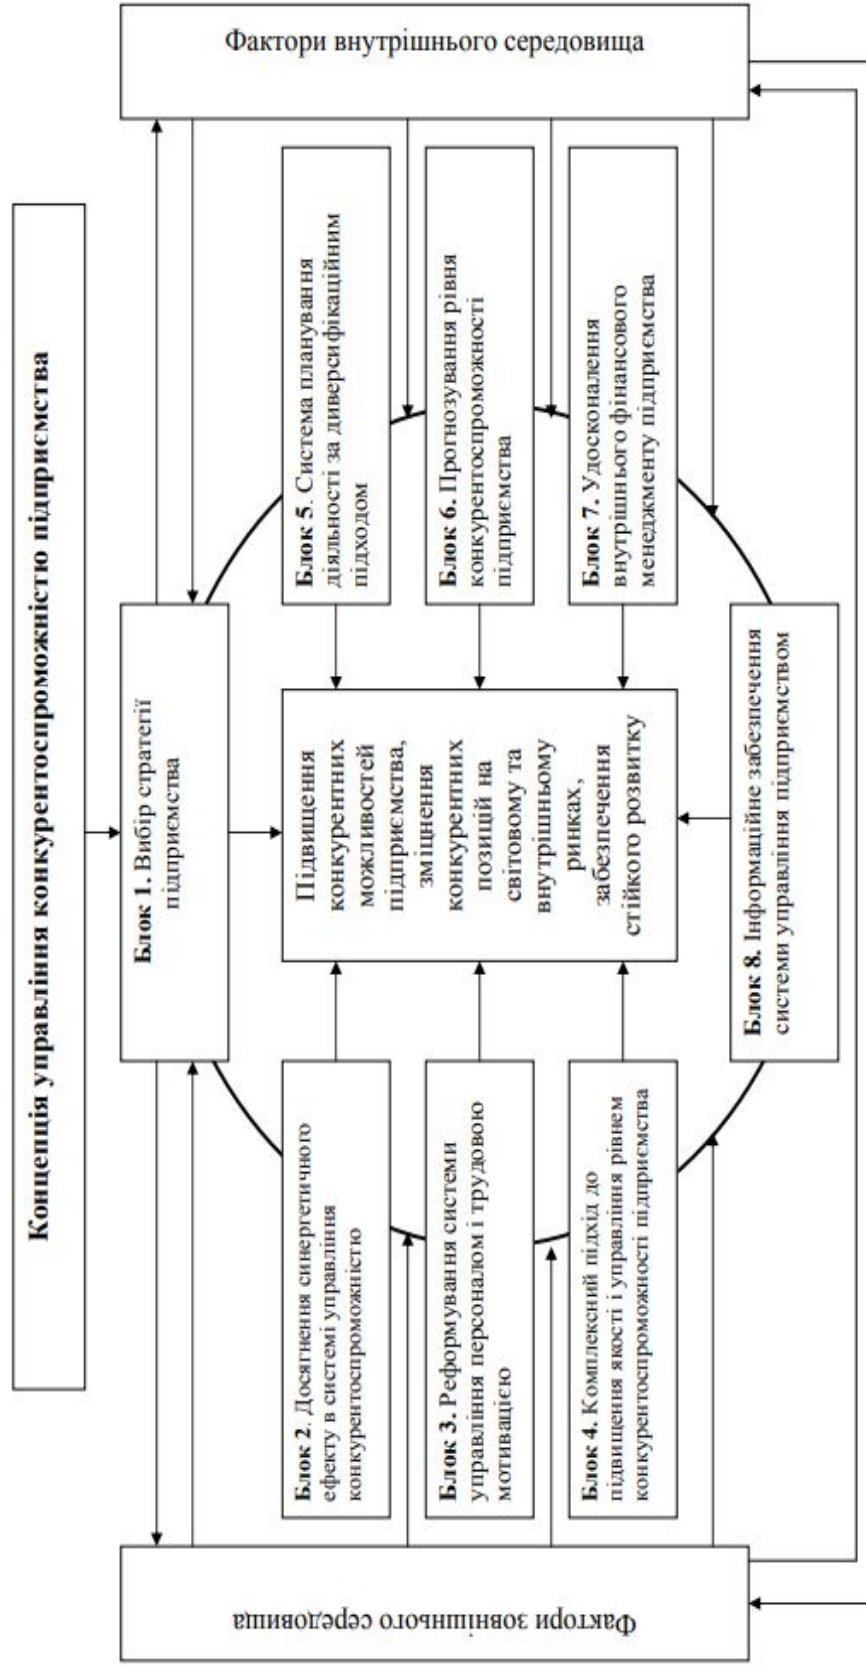 Концепція управління конкурентоспроможністю підприємства
Блок 1. Вибір стратегії
підприємства
Фактори зовнішнього середовища
Блок 2. Досягнення синергетичного
ефекту в системі управління
конкурентоспроможністю
Блок 3. Реформування системи
управління персоналом і трудовою
мотивацією
Блок 4. Комплексний підхід до
підвищення якості і управління рівнем
конкурентоспроможності підприємства
Підвищення
конкурентних
можливостей
підприємства,
зміцнення
конкурентних
позицій на
світовому та
внутрішньому
ринках,
забезпечення
стійкого розвитку
Блок 5. Система планування
діяльності за диверсифікаційним
підходом
Блок 6. Прогнозування рівня
конкурентоспроможності
підприємства
Блок 7. Удосконалення
внутрішнього фінансового
менеджменту підприємства
Фактори внутрішнього середовища
Блок 8. Інформаційне забезпечення
системи управління підприємством